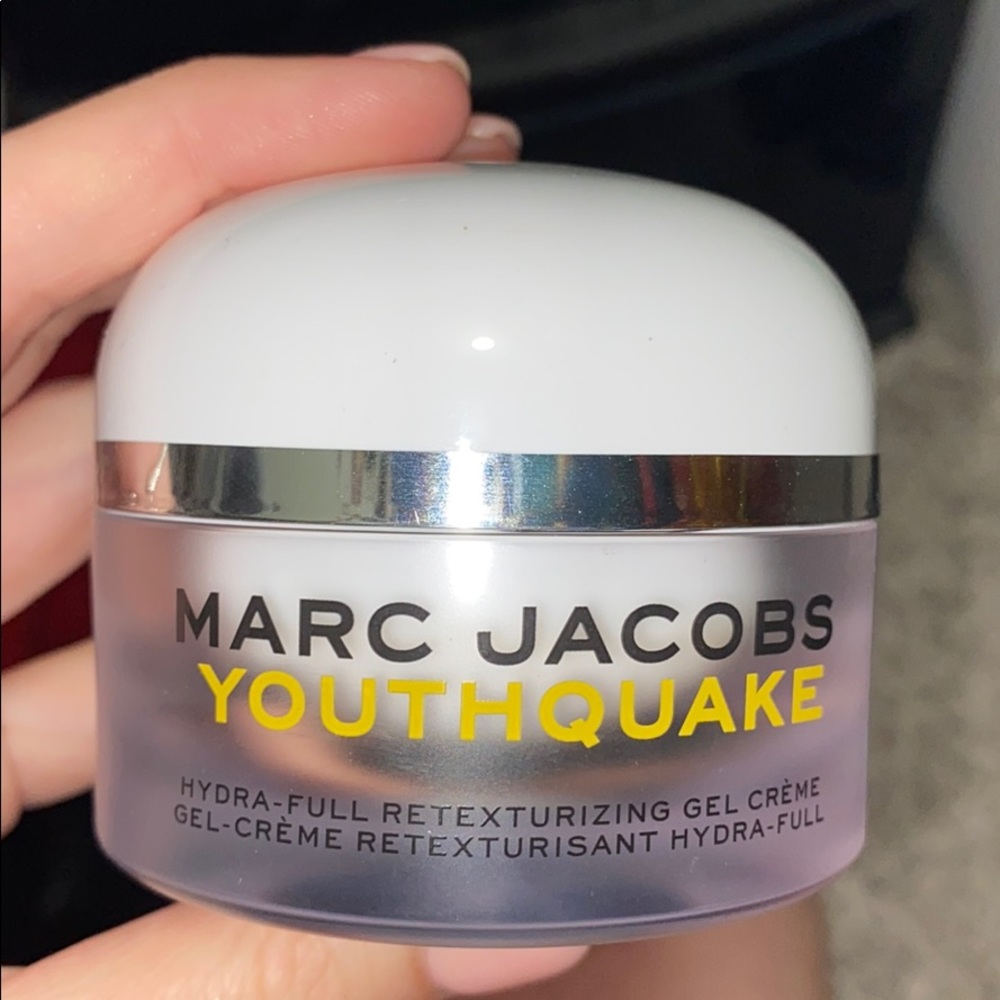 MARC JACOBS
YOUTHQUAKE
HYDRA-FULL RETEXTURIZING GEL CRÈME
GEL-CRÈME RETEXTURISANT HYDRA-FULL